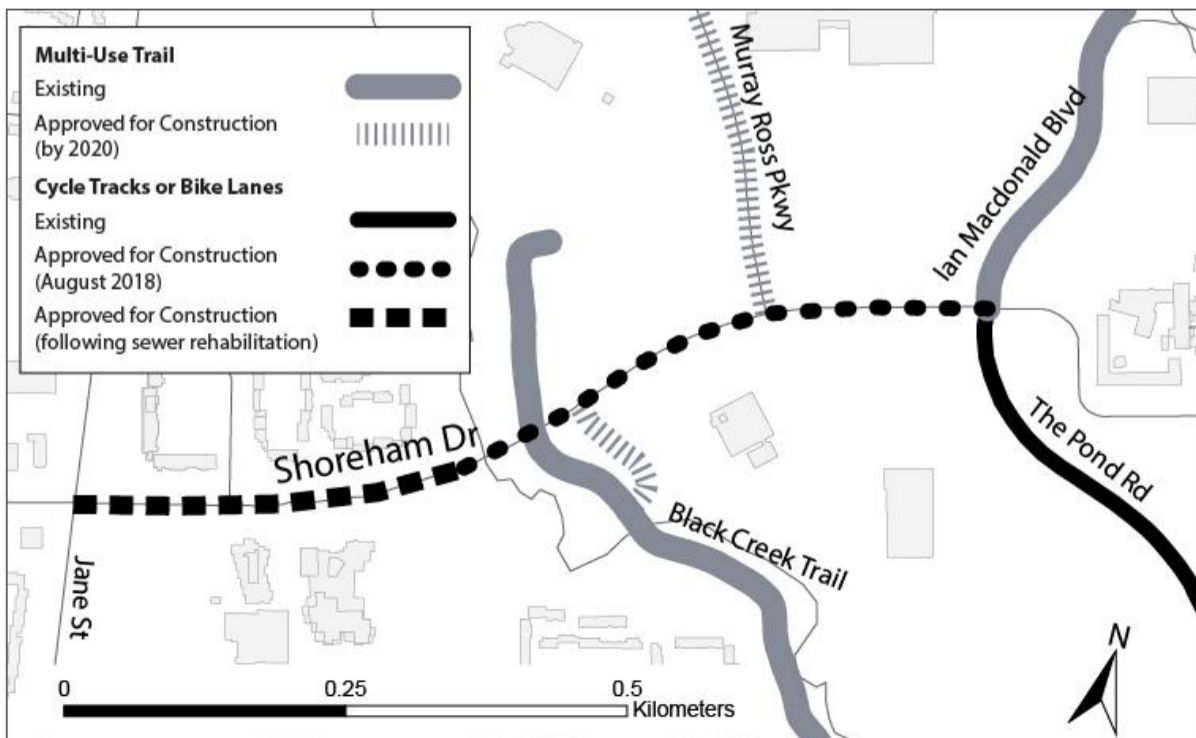 Multi-Use Trail
Existing
Approved for Construction
(by 2020)
Cycle Tracks or Bike Lanes
Existing
Approved for Construction
(August 2018)
Approved for Construction
(following sewer rehabilitation)
Murray Ross Pkwy
Ian Macdonald Blvd
Shoreham Dr
The Pond Rd
Black Creek Trail
Jane St
N
0 0.25 0.5
Kilometers